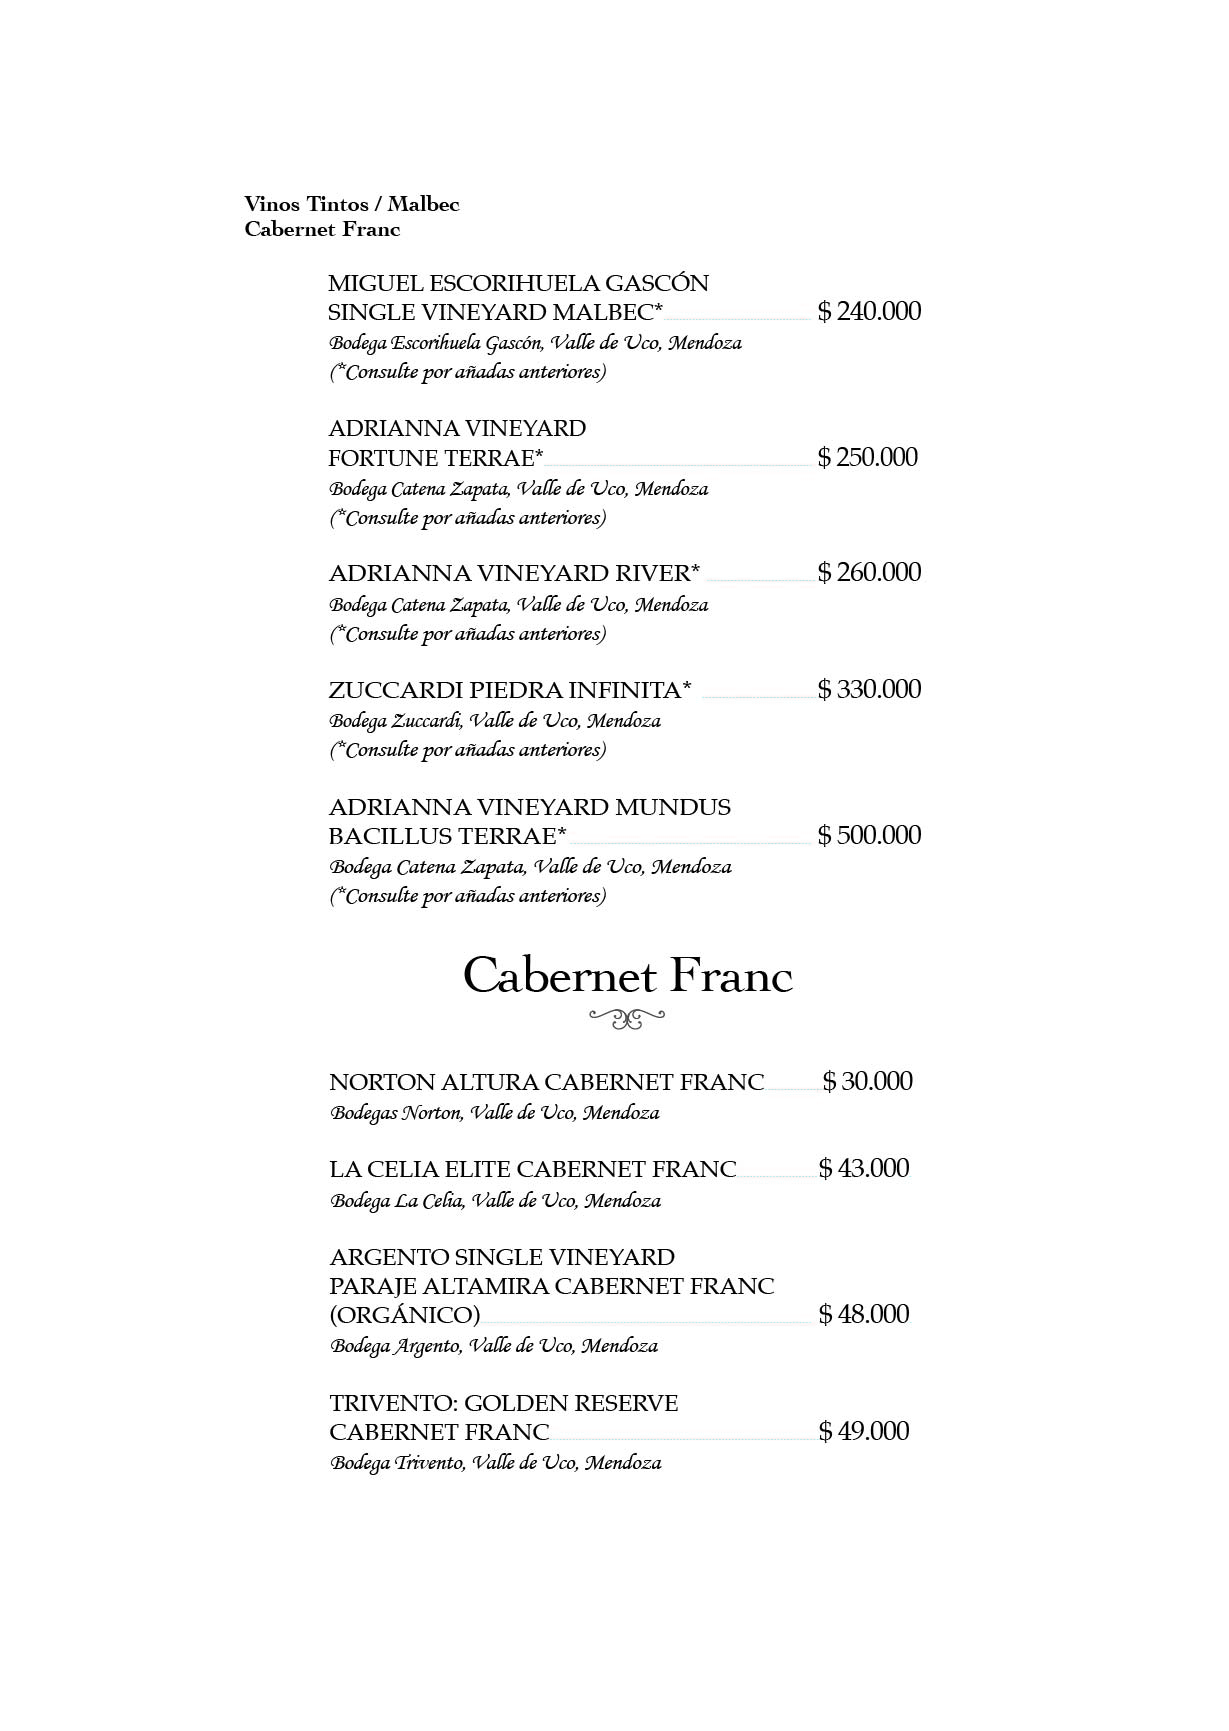 Vinos Tintos / Malbec
Cabernet Franc
MIGUEL ESCORIHUELA GASCÓN
SINGLE VINEYARD MALBEC* $ 240.000
Bodega Escorihuela Gascón, Valle de Uco, Mendoza
(*Consulte por añadas anteriores)
ADRIANNA VINEYARD
FORTUNE TERRAE* $ 250.000
Bodega Catena Zapata, Valle de Uco, Mendoza
(*Consulte por añadas anteriores)
ADRIANNA VINEYARD RIVER* $ 260.000
Bodega Catena Zapata, Valle de Uco, Mendoza
(*Consulte por añadas anteriores)
ZUCCARDI PIEDRA INFINITA* $ 330.000
Bodega Zuccardi, Valle de Uco, Mendoza
(*Consulte por añadas anteriores)
ADRIANNA VINEYARD MUNDUS
BACILLUS TERRAE* $ 500.000
Bodega Catena Zapata, Valle de Uco, Mendoza
(*Consulte por añadas anteriores)
Cabernet Franc
NORTON ALTURA CABERNET FRANC $ 30.000
Bodegas Norton, Valle de Uco, Mendoza
LA CELIA ELITE CABERNET FRANC $ 43.000
Bodega La Celia, Valle de Uco, Mendoza
ARGENTO SINGLE VINEYARD
PARAJE ALTAMIRA CABERNET FRANC
(ORGÁNICO) $ 48.000
Bodega Argento, Valle de Uco, Mendoza
TRIVENTO: GOLDEN RESERVE
CABERNET FRANC $ 49.000
Bodega Trivento, Valle de Uco, Mendoza